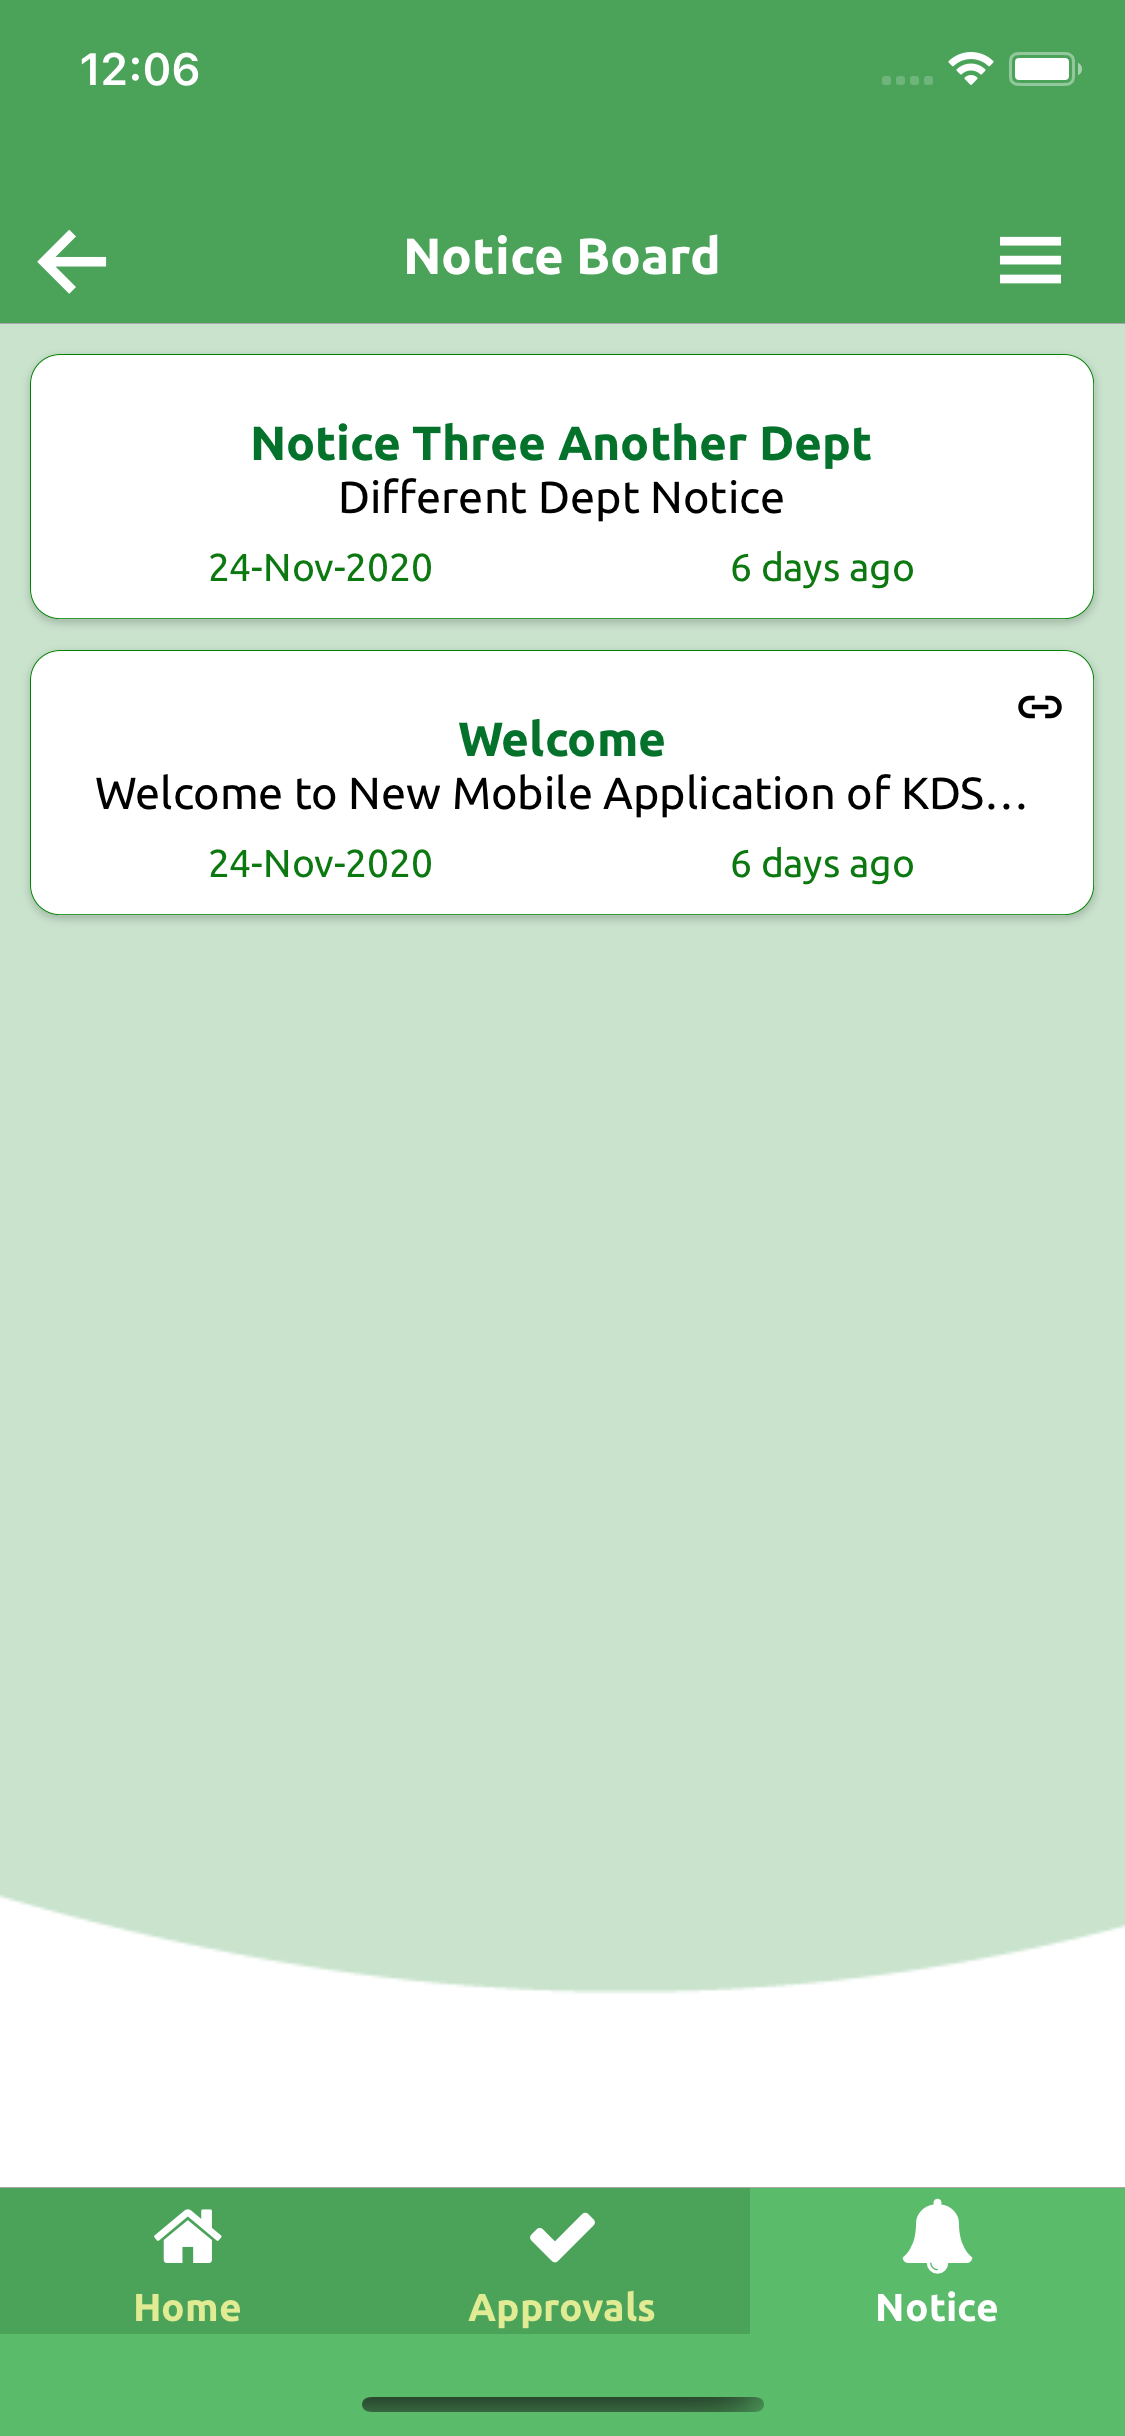 12:06
Notice Board
Notice Three Another Dept
Different Dept Notice
24-Nov-2020 6 days ago
Welcome
Welcome to New Mobile Application of KDS...
24-Nov-2020 6 days ago
Home Approvals Notice